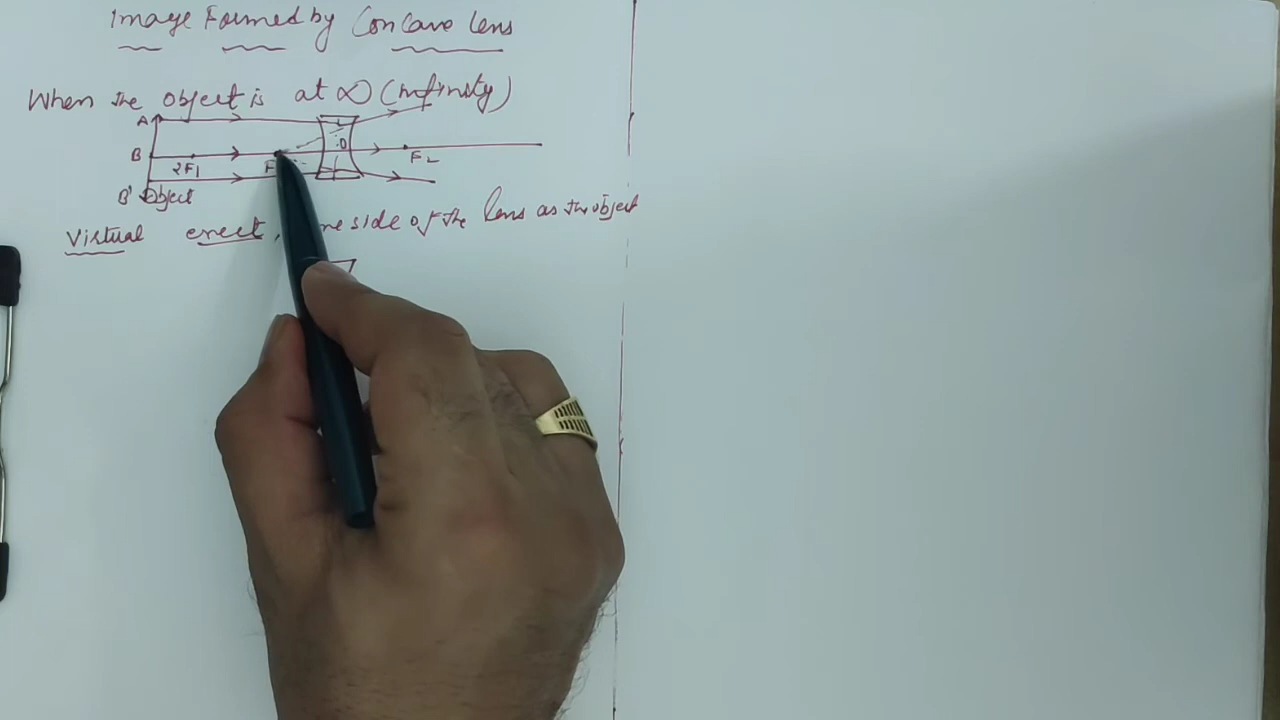 Image Formed by Concave lens
When the object is at ∞ (infinity)
A
B 2F1 F O F2
B' Object
Virtual erect, me side of the lens as the object